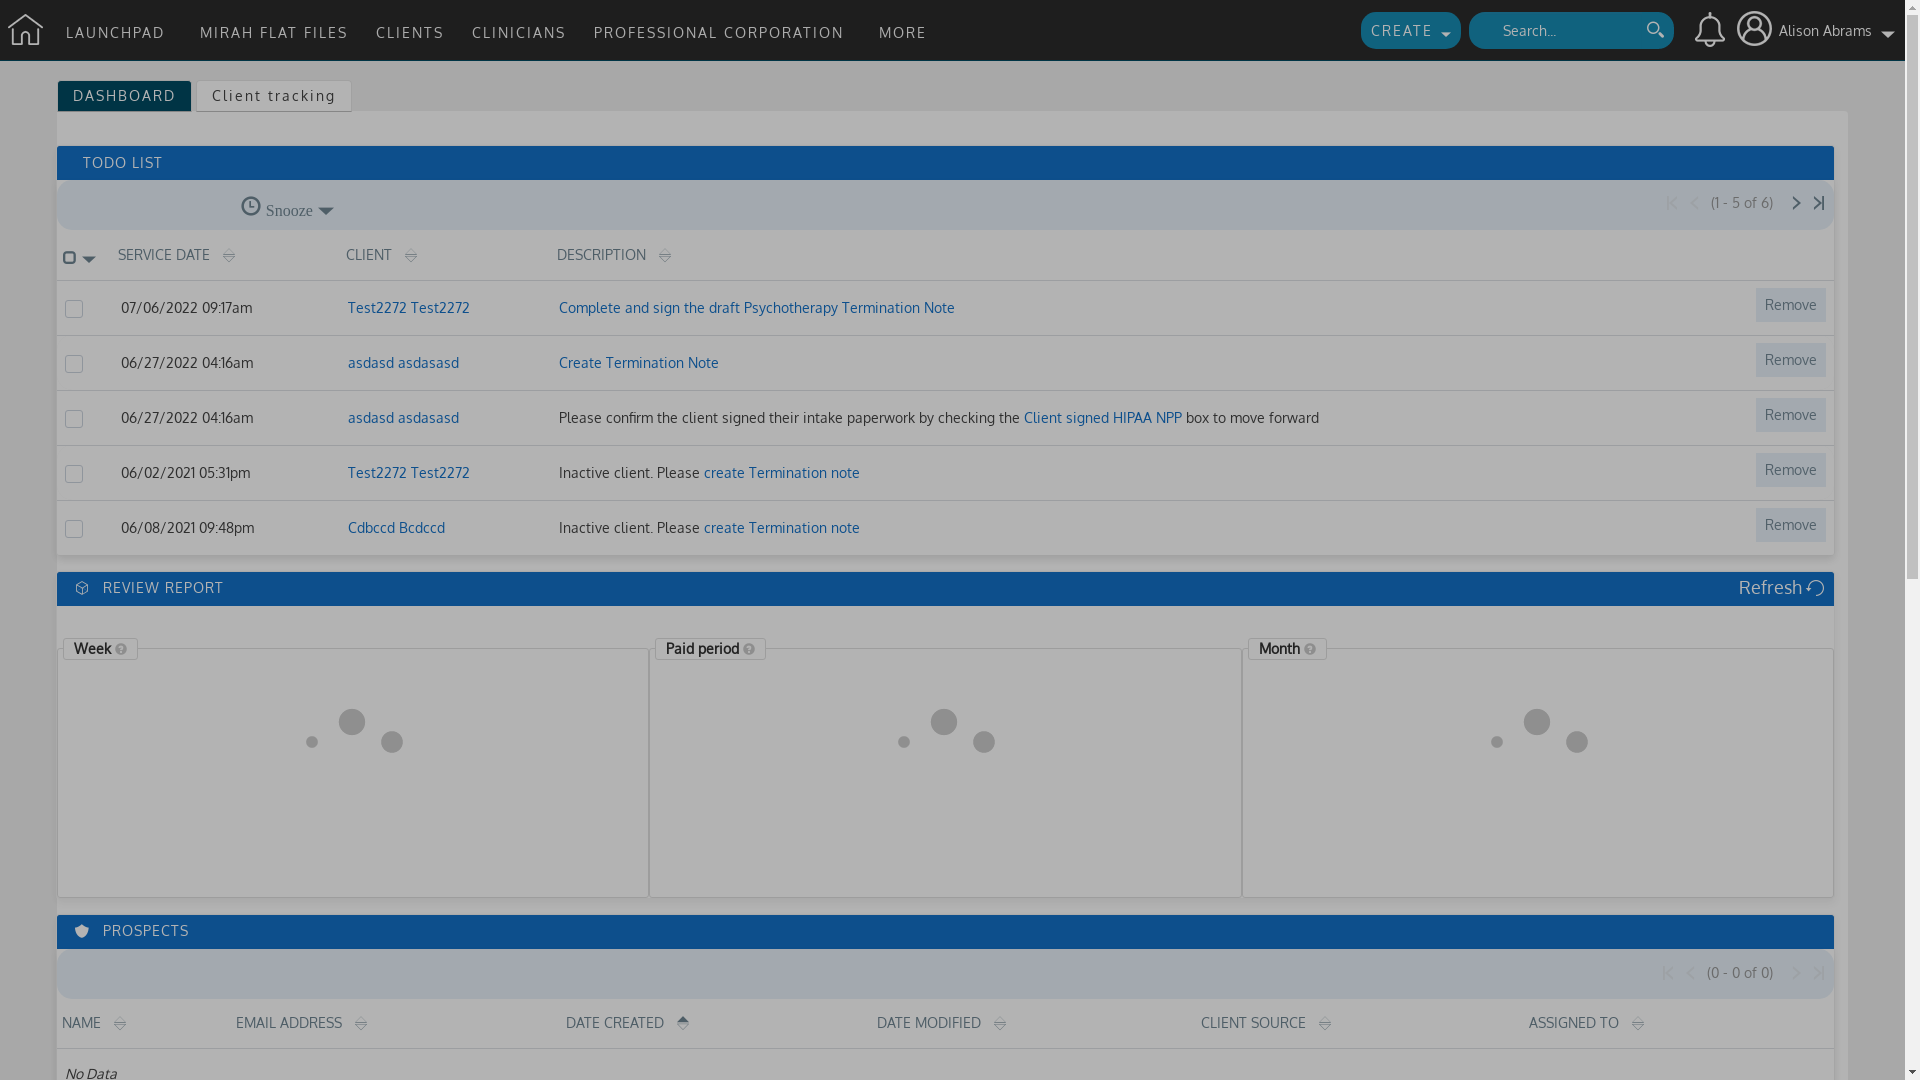 LAUNCHPAD MIRAH FLAT FILES CLIENTS CLINICIANS PROFESSIONAL CORPORATION MORE CREATE Search... Alison Abrams
DASHBOARD Client tracking
TODO LIST
Snooze (1 - 5 of 6)
SERVICE DATE CLIENT DESCRIPTION
07/06/2022 09:17am Test2272 Test2272 Complete and sign the draft Psychotherapy Termination Note Remove
06/27/2022 04:16am asdasd asdasasd Create Termination Note Remove
06/27/2022 04:16am asdasd asdasasd Please confirm the client signed their intake paperwork by checking the Client signed HIPAA NPP box to move forward Remove
06/02/2021 05:31pm Test2272 Test2272 Inactive client. Please create Termination note Remove
06/08/2021 09:48pm Cdbccd Bcdccd Inactive client. Please create Termination note Remove
REVIEW REPORT Refresh
Week ? Paid period ? Month ?
PROSPECTS
(0 - 0 of 0)
NAME EMAIL ADDRESS DATE CREATED DATE MODIFIED CLIENT SOURCE ASSIGNED TO
No Data